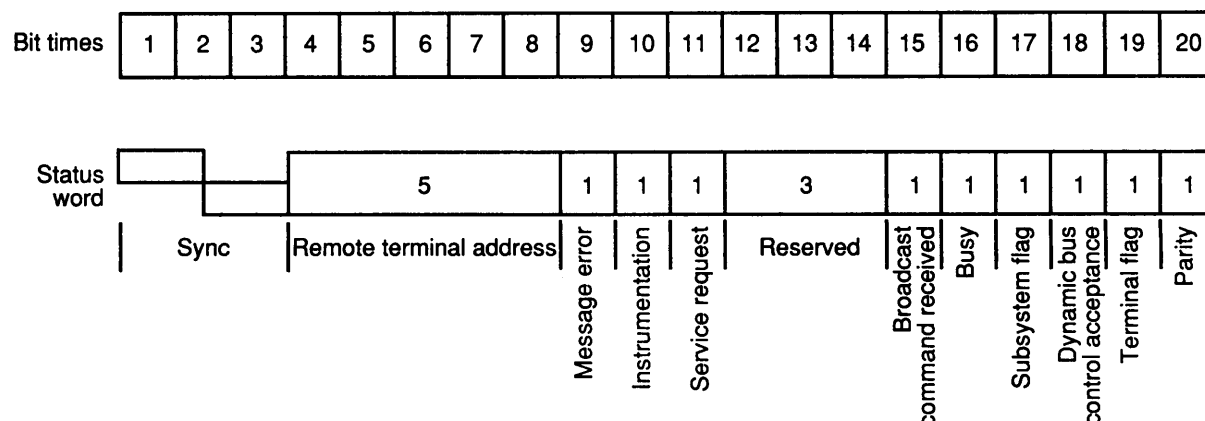 Bit times 1 2 3 4 5 6 7 8 9 10 11 12 13 14 15 16 17 18 19 20
Status
word
5 1 1 1 3 1 1 1 1 1 1
Sync
Remote terminal address
Message error
Instrumentation
Service request
Reserved
Broadcast
command received
Busy
Subsystem flag
Dynamic bus
control acceptance
Terminal flag
Parity